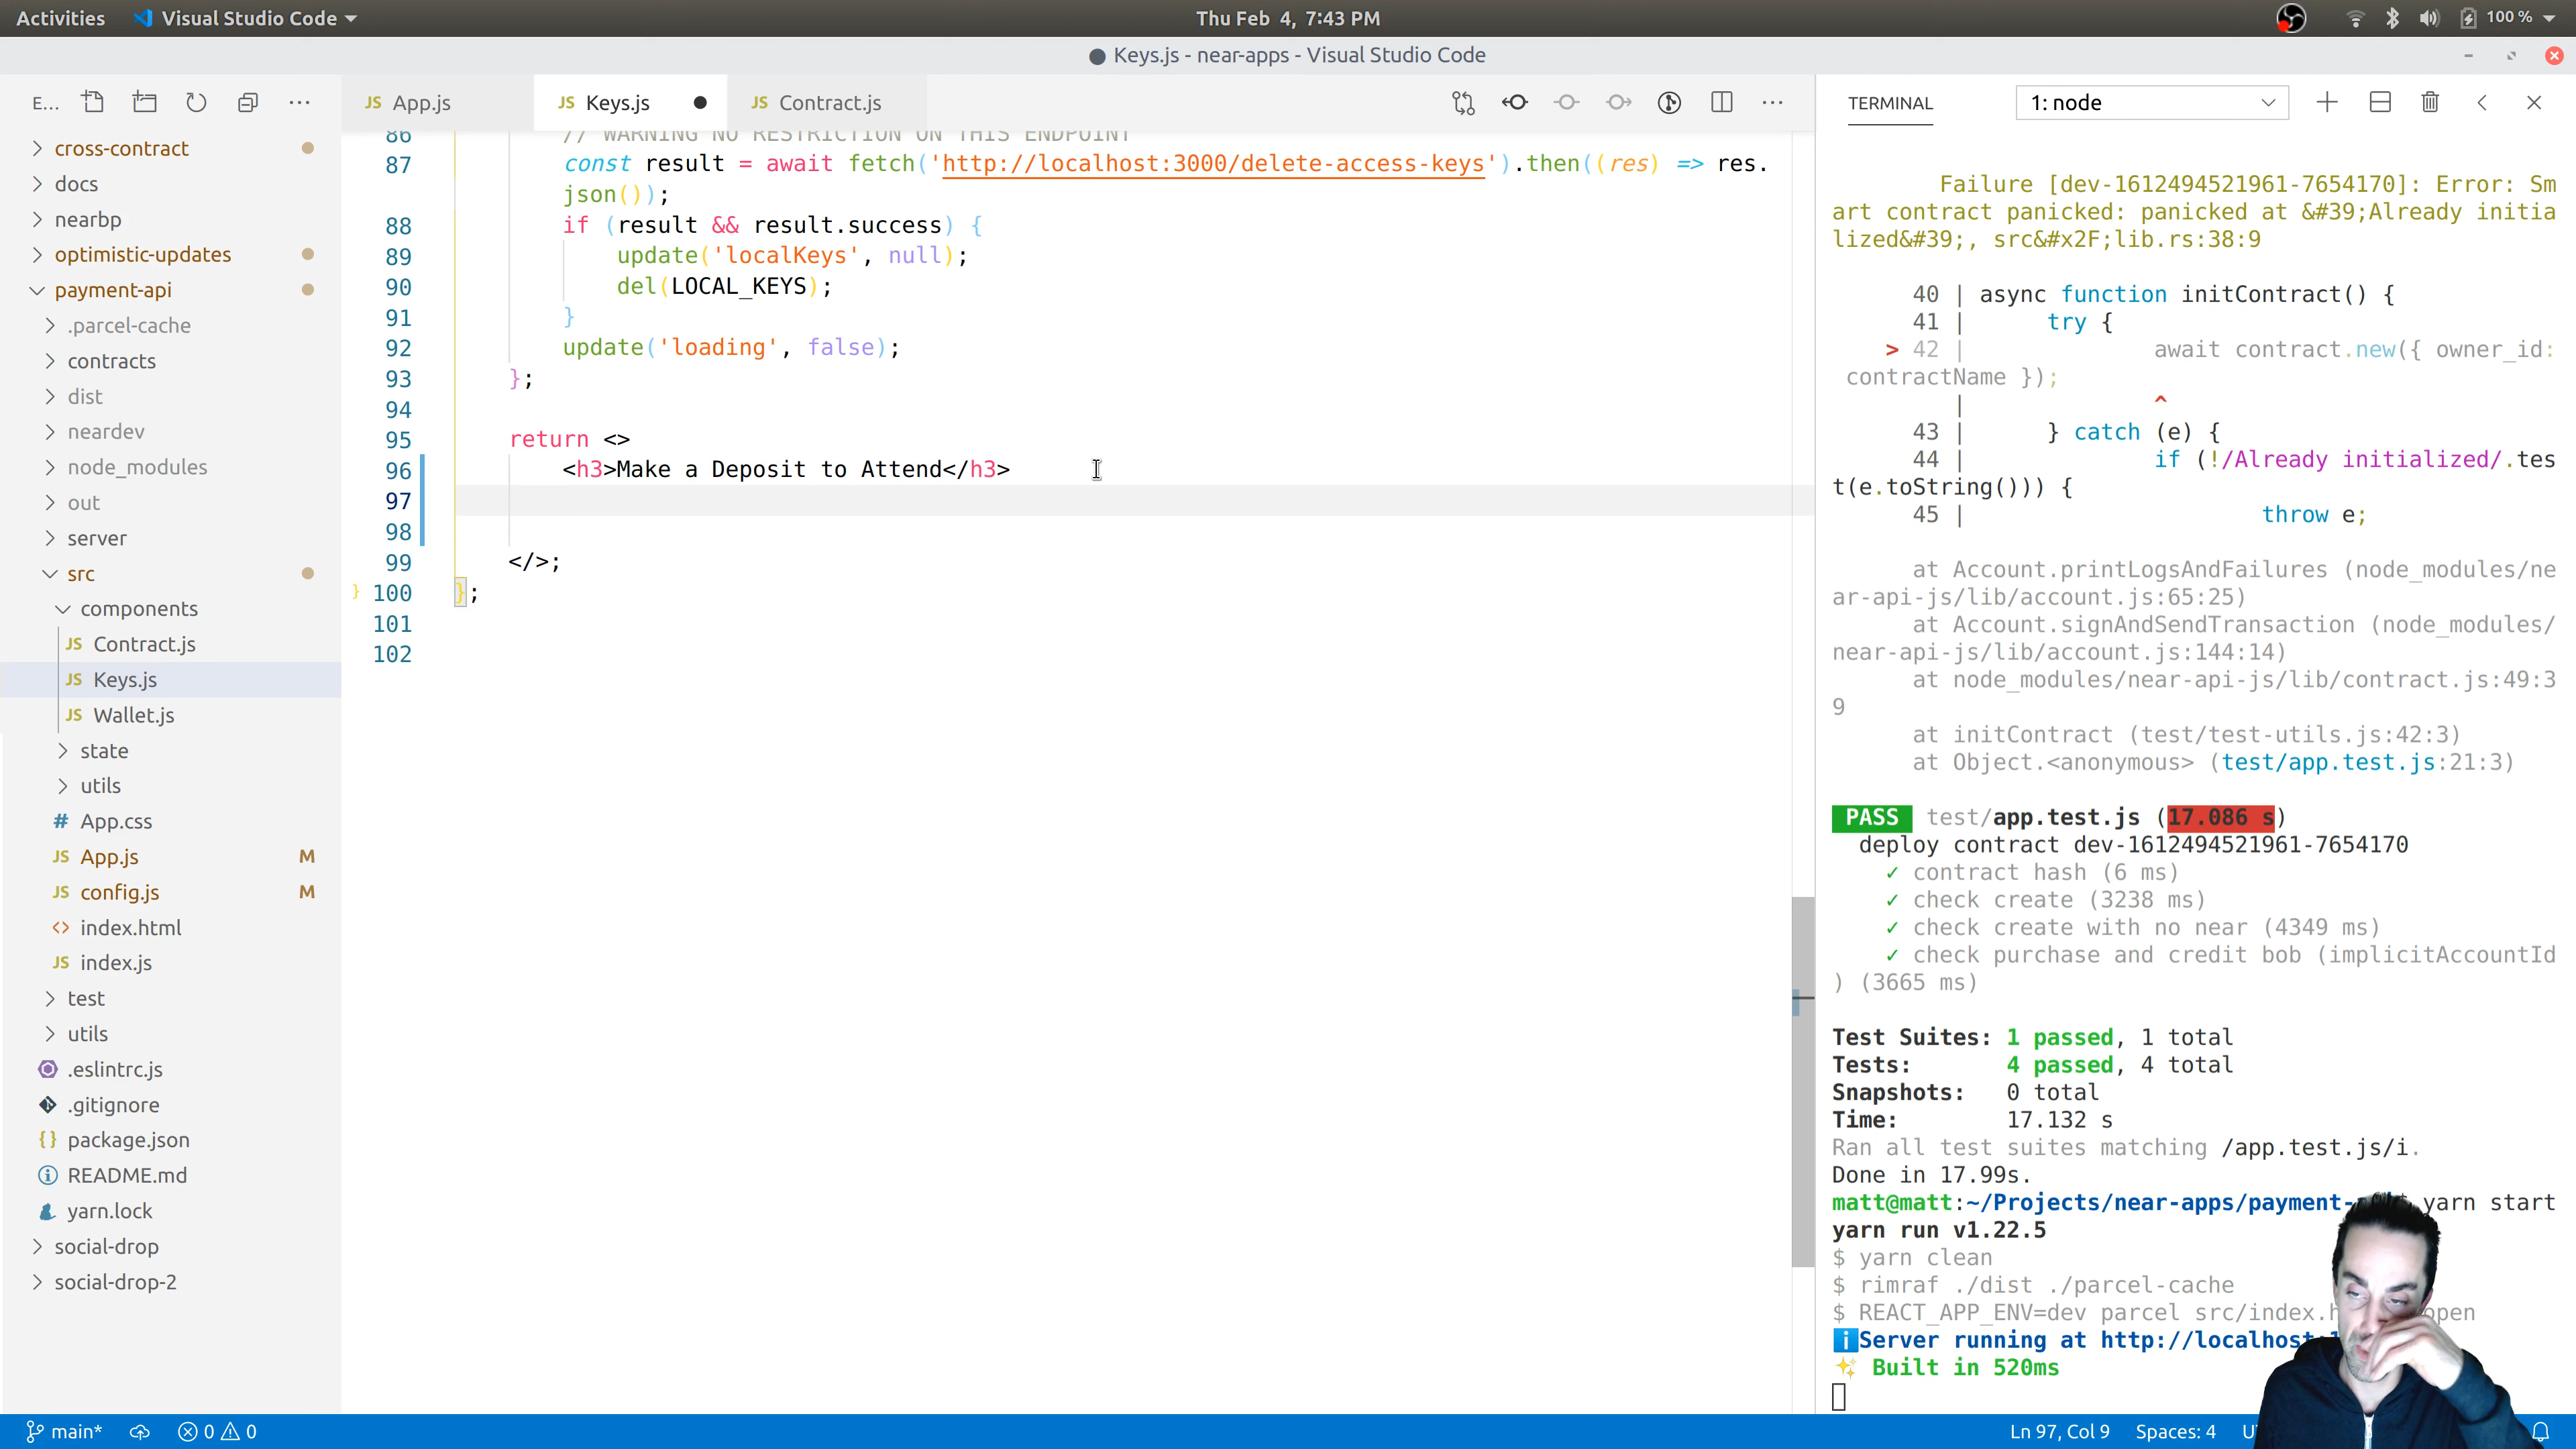 Activities Visual Studio Code Thu Feb 4, 7:43 PM 100 %
Keys.js - near-apps - Visual Studio Code
E... JS App.js JS Keys.js JS Contract.js TERMINAL 1: node
cross-contract
docs
nearbp
optimistic-updates
payment-api
.parcel-cache
contracts
dist
neardev
node_modules
out
server
src
components
JS Contract.js
JS Keys.js
JS Wallet.js
state
utils
# App.css
JS App.js M
JS config.js M
<> index.html
JS index.js
test
utils
.eslintrc.js
.gitignore
{} package.json
README.md
yarn.lock
social-drop
social-drop-2
86 // WARNING NO RESTRICTION ON THIS ENDPOINT
87 const result = await fetch('http://localhost:3000/delete-access-keys').then((res) => res.
json());
88 if (result && result.success) {
89 update('localKeys', null);
90 del(LOCAL_KEYS);
91 }
92 update('loading', false);
93 };
94
95 return <>
96 <h3>Make a Deposit to Attend</h3>
97
98
99 </>;
100 };
101
102
Failure [dev-1612494521961-7654170]: Error: Sm
art contract panicked: panicked at &#39;Already initia
lized&#39;, src&#x2F;lib.rs:38:9
40 | async function initContract() {
41 | try {
> 42 | await contract.new({ owner_id:
contractName });
| ^
43 | } catch (e) {
44 | if (!/Already initialized/.tes
t(e.toString())) {
45 | throw e;
at Account.printLogsAndFailures (node_modules/ne
ar-api-js/lib/account.js:65:25)
at Account.signAndSendTransaction (node_modules/
near-api-js/lib/account.js:144:14)
at node_modules/near-api-js/lib/contract.js:49:3
9
at initContract (test/test-utils.js:42:3)
at Object.<anonymous> (test/app.test.js:21:3)
PASS test/app.test.js (17.086 s)
deploy contract dev-1612494521961-7654170
✓ contract hash (6 ms)
✓ check create (3238 ms)
✓ check create with no near (4349 ms)
✓ check purchase and credit bob (implicitAccountId
) (3665 ms)
Test Suites: 1 passed, 1 total
Tests: 4 passed, 4 total
Snapshots: 0 total
Time: 17.132 s
Ran all test suites matching /app.test.js/i.
Done in 17.99s.
matt@matt:~/Projects/near-apps/payment- yarn start
yarn run v1.22.5
$ yarn clean
$ rimraf ./dist ./parcel-cache
$ REACT_APP_ENV=dev parcel src/index.h open
Server running at http://localhost:1
Built in 520ms
main* 0 0 Ln 97, Col 9 Spaces: 4